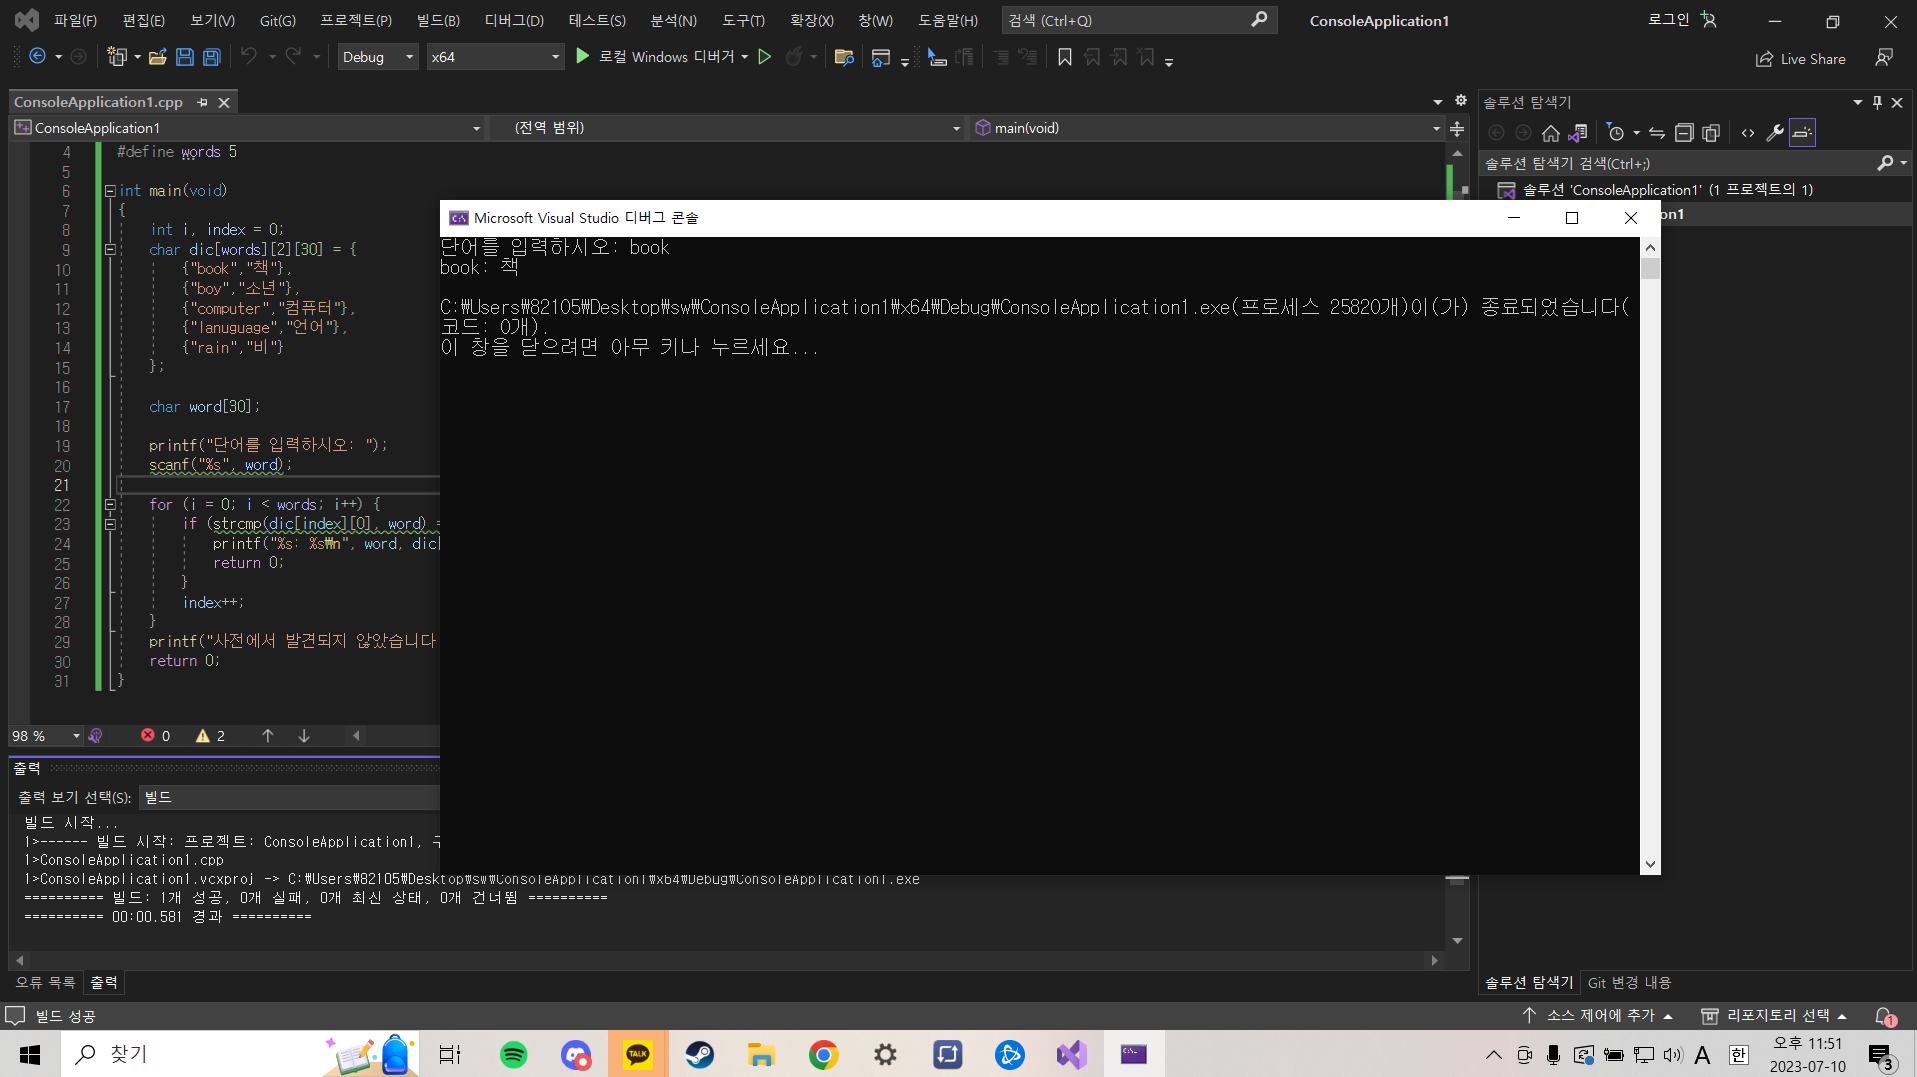 파일(F) 편집(E) 보기(V) Git(G) 프로젝트(P) 빌드(B) 디버그(D) 테스트(S) 분석(N) 도구(T) 확장(X) 창(W) 도움말(H) 검색 (Ctrl+Q) ConsoleApplication1 로그인
Debug x64 로컬 Windows 디버거 Live Share
ConsoleApplication1.cpp
ConsoleApplication1 (전역 범위) main(void)
4 #define words 5
5
6 int main(void)
7 {
8 int i, index = 0;
9 char dic[words][2][30] = {
10 {"book","책"},
11 {"boy","소년"},
12 {"computer","컴퓨터"},
13 {"lanuguage","언어"},
14 {"rain","비"}
15 };
16
17 char word[30];
18
19 printf("단어를 입력하시오: ");
20 scanf("%s", word);
21
22 for (i = 0; i < words; i++) {
23 if (strcmp(dic[index][0], word) =
24 printf("%s: %s₩n", word, dic[
25 return 0;
26 }
27 index++;
28 }
29 printf("사전에서 발견되지 않았습니다
30 return 0;
31 }
98 % 0 2
Microsoft Visual Studio 디버그 콘솔
단어를 입력하시오: book
book: 책
C:₩Users₩82105₩Desktop₩sw₩ConsoleApplication1₩x64₩Debug₩ConsoleApplication1.exe(프로세스 25820개)이(가) 종료되었습니다(
코드: 0개).
이 창을 닫으려면 아무 키나 누르세요...
솔루션 탐색기
솔루션 탐색기 검색(Ctrl+;)
솔루션 'ConsoleApplication1' (1 프로젝트의 1)
on1
출력
출력 보기 선택(S): 빌드
빌드 시작...
1>------ 빌드 시작: 프로젝트: ConsoleApplication1,
1>ConsoleApplication1.cpp
1>ConsoleApplication1.vcxproj -> C:₩Users₩82105₩Desktop₩sw₩ConsoleApplication1₩x64₩Debug₩ConsoleApplication1.exe
========== 빌드: 1개 성공, 0개 실패, 0개 최신 상태, 0개 건너뜀 ==========
========== 00:00.581 경과 ==========
오류 목록 출력
솔루션 탐색기 Git 변경 내용
빌드 성공 소스 제어에 추가 리포지토리 선택 1
찾기 TALK A 한 오후 11:51
2023-07-10 3